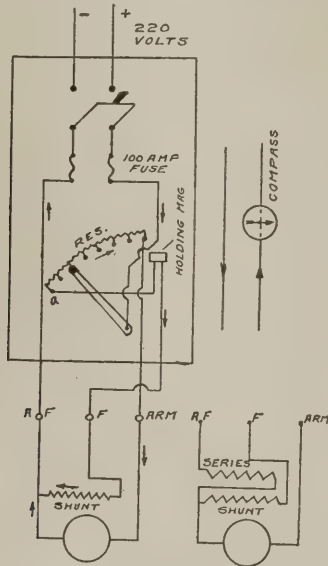 - +
220
VOLTS
100 AMP
FUSE
COMPASS
HOLDING MAG
RES.
a
A F F ARM
A F F ARM
SERIES
SHUNT
SHUNT